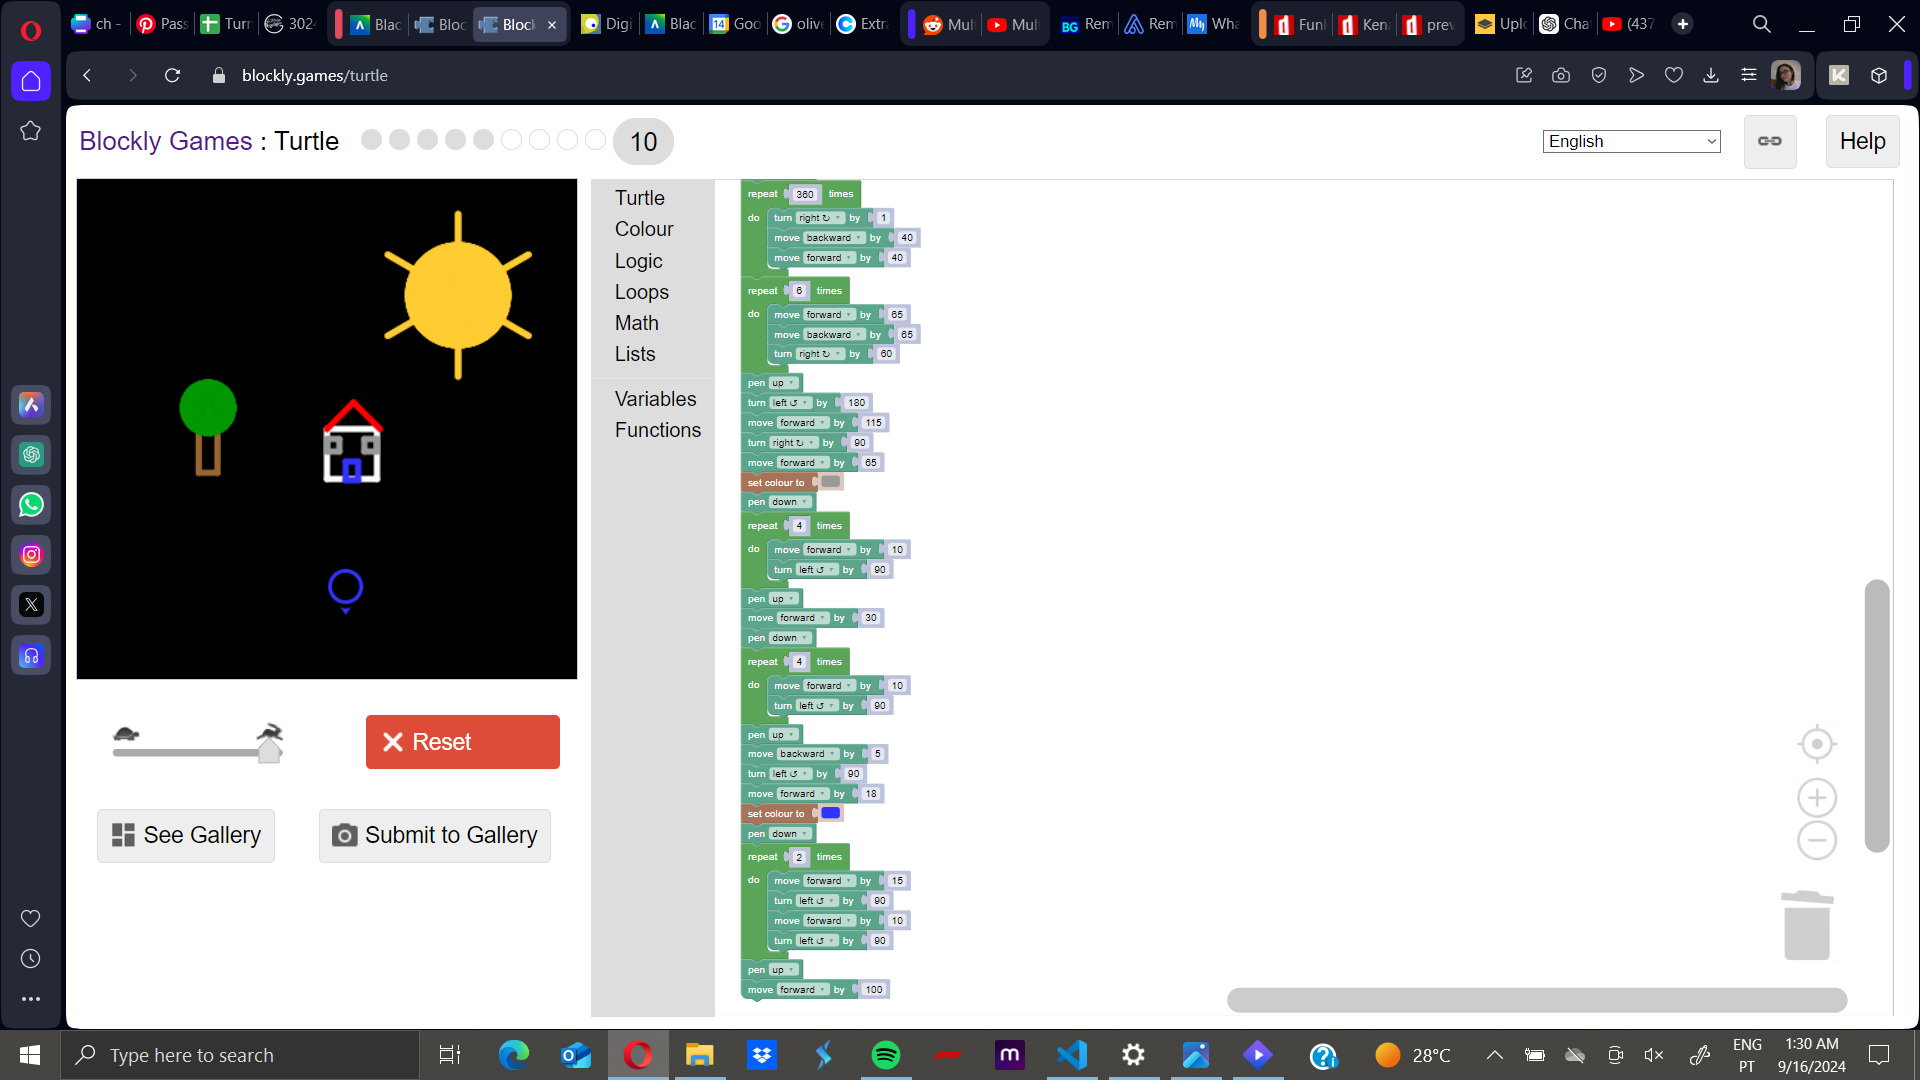 ch -
Pass
Turn
302
Blac
Bloc
Block
Digi
Blac
14 Goo
olive
Extra
Mul
Mul
BG Rem
Rem
Wha
Funk
Ken
prev
Uplo
Cha
(437
blockly.games/turtle
Blockly Games : Turtle 10
English
Help
Turtle
Colour
Logic
Loops
Math
Lists
Variables
Functions
repeat 360 times
do turn right ↻ by 1
move backward by 40
move forward by 40
repeat 6 times
do move forward by 65
move backward by 65
turn right ↻ by 60
pen up
turn left ↺ by 180
move forward by 115
turn right ↻ by 90
move forward by 65
set colour to
pen down
repeat 4 times
do move forward by 10
turn left ↺ by 90
pen up
move forward by 30
pen down
repeat 4 times
do move forward by 10
turn left ↺ by 90
pen up
move backward by 5
turn left ↺ by 90
move forward by 18
set colour to
pen down
repeat 2 times
do move forward by 15
turn left ↺ by 90
move forward by 10
turn left ↺ by 90
pen up
move forward by 100
Reset
See Gallery
Submit to Gallery
Type here to search
28°C
ENG
PT
1:30 AM
9/16/2024